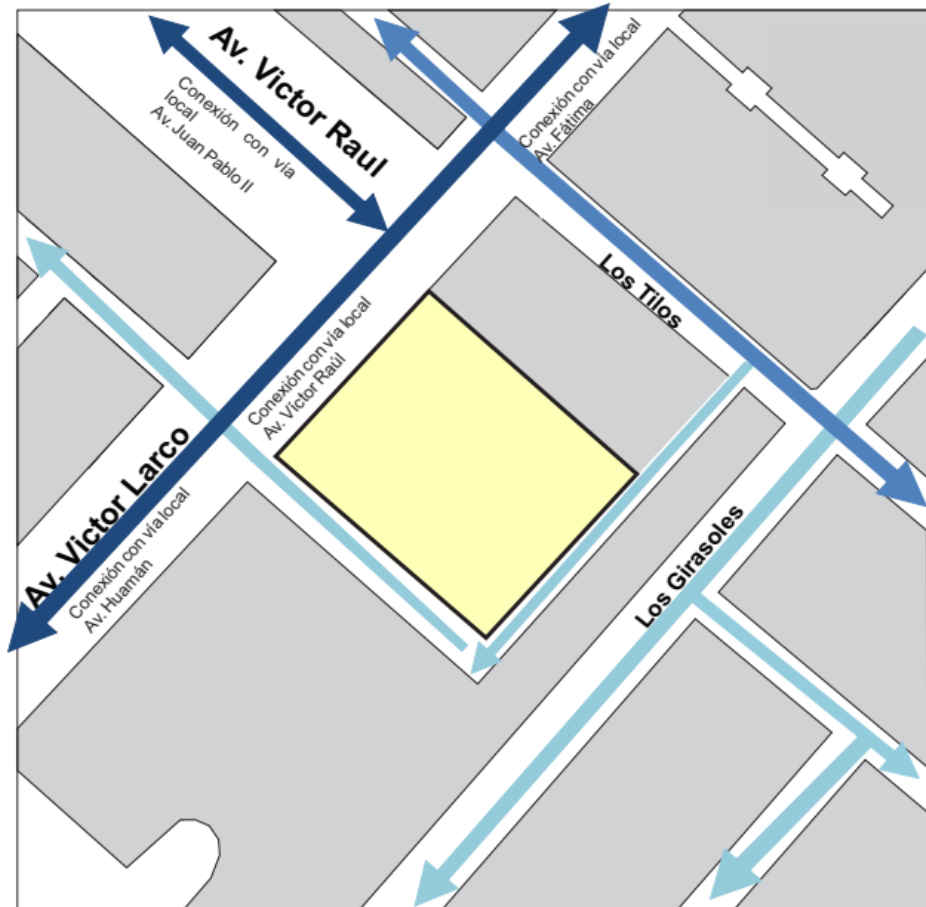 Av. Victor Raul
Conexión con vía
local
Av. Juan Pablo II
Conexión con vía local
Av. Fátima
Los Tilos
Conexión con vía local
Av. Víctor Raúl
Av. Victor Larco
Conexión con vía local
Av. Huamán
Los Girasoles